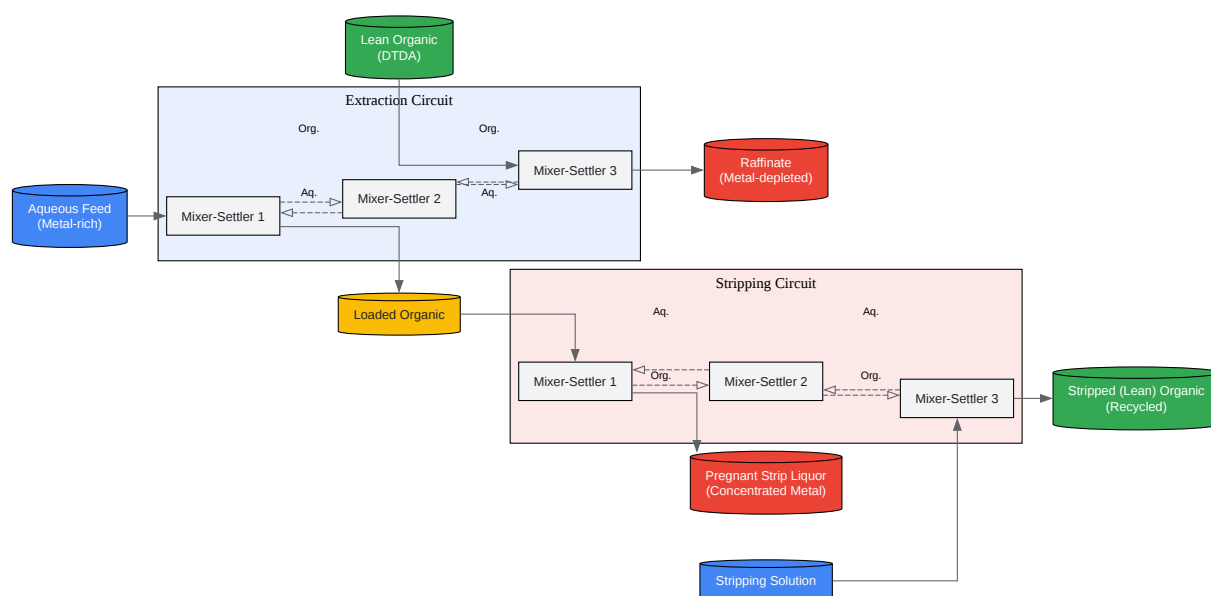 Lean Organic
(DTDA)
Extraction Circuit
Org.
Org.
Mixer-Settler 3
Raffinate
(Metal-depleted)
Aq.
Mixer-Settler 2
Aq.
Aqueous Feed
(Metal-rich)
Mixer-Settler 1
Stripping Circuit
Loaded Organic
Aq.
Aq.
Mixer-Settler 1
Org.
Mixer-Settler 2
Org.
Mixer-Settler 3
Stripped (Lean) Organic
(Recycled)
Pregnant Strip Liquor
(Concentrated Metal)
Stripping Solution